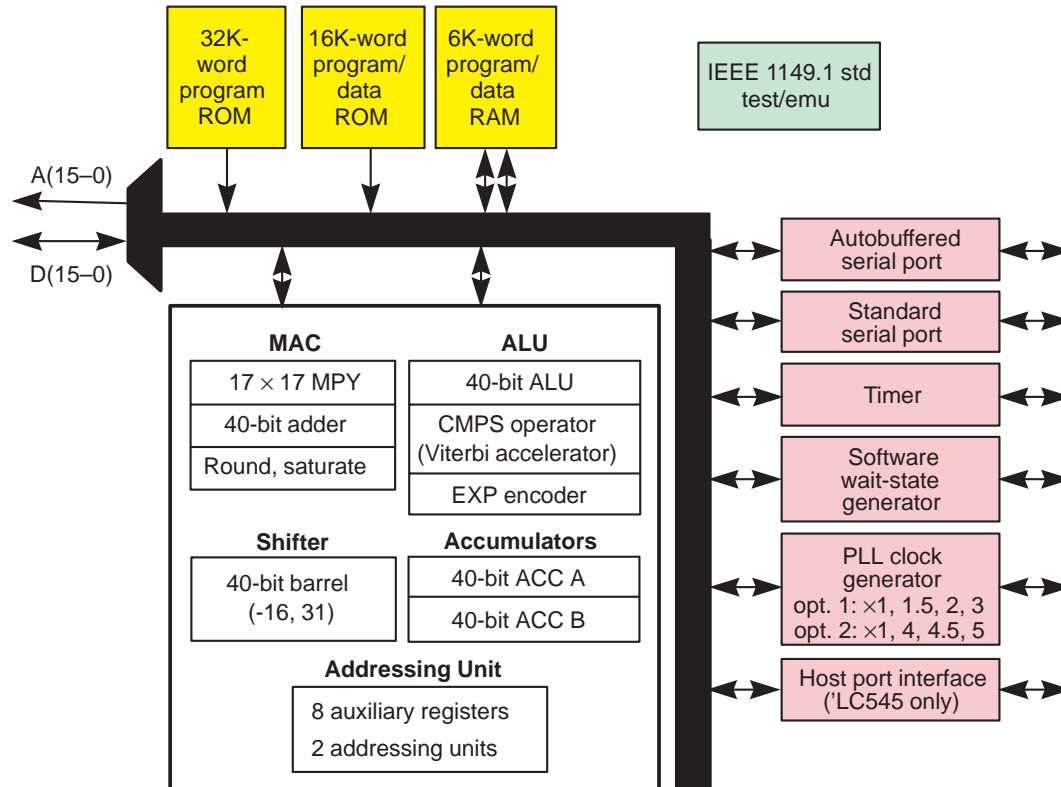 32K-
word
program
ROM
16K-word
program/
data
ROM
6K-word
program/
data
RAM
IEEE 1149.1 std
test/emu
A(15–0)
D(15–0)
Autobuffered
serial port
Standard
serial port
Timer
Software
wait-state
generator
PLL clock
generator
opt. 1: ×1, 1.5, 2, 3
opt. 2: ×1, 4, 4.5, 5
Host port interface
('LC545 only)
MAC
17 × 17 MPY
40-bit adder
Round, saturate
ALU
40-bit ALU
CMPS operator
(Viterbi accelerator)
EXP encoder
Shifter
40-bit barrel
(-16, 31)
Accumulators
40-bit ACC A
40-bit ACC B
Addressing Unit
8 auxiliary registers
2 addressing units